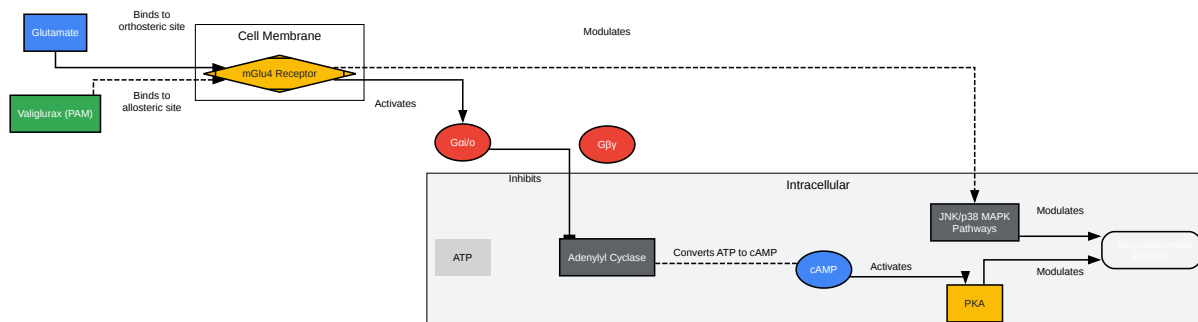 Glutamate
Binds to
orthosteric site
Cell Membrane
Modulates
mGlu4 Receptor
Valiglurax (PAM)
Binds to
allosteric site
Activates
Gαi/o
Gβγ
Inhibits
Intracellular
JNK/p38 MAPK
Pathways
Modulates
ATP
Adenylyl Cyclase
Converts ATP to cAMP
cAMP
Activates
Modulates
PKA